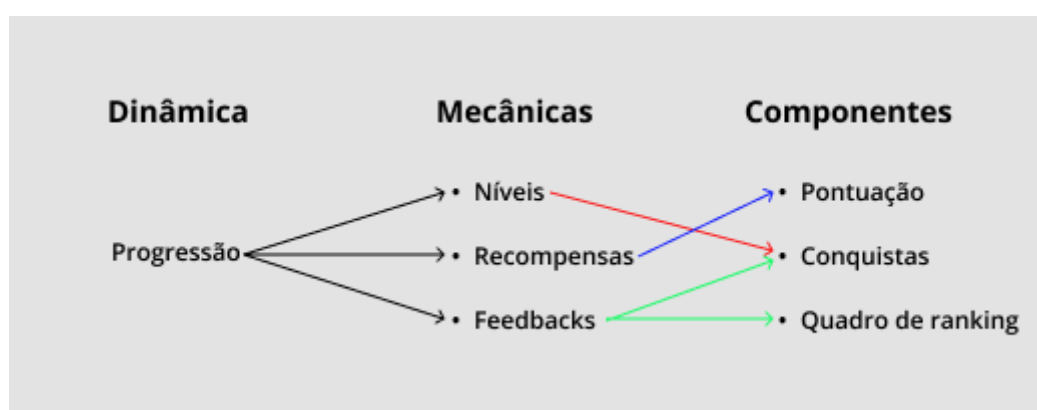 Dinâmica Mecânicas Componentes
• Níveis • Pontuação
Progressão • Recompensas • Conquistas
• Feedbacks • Quadro de ranking